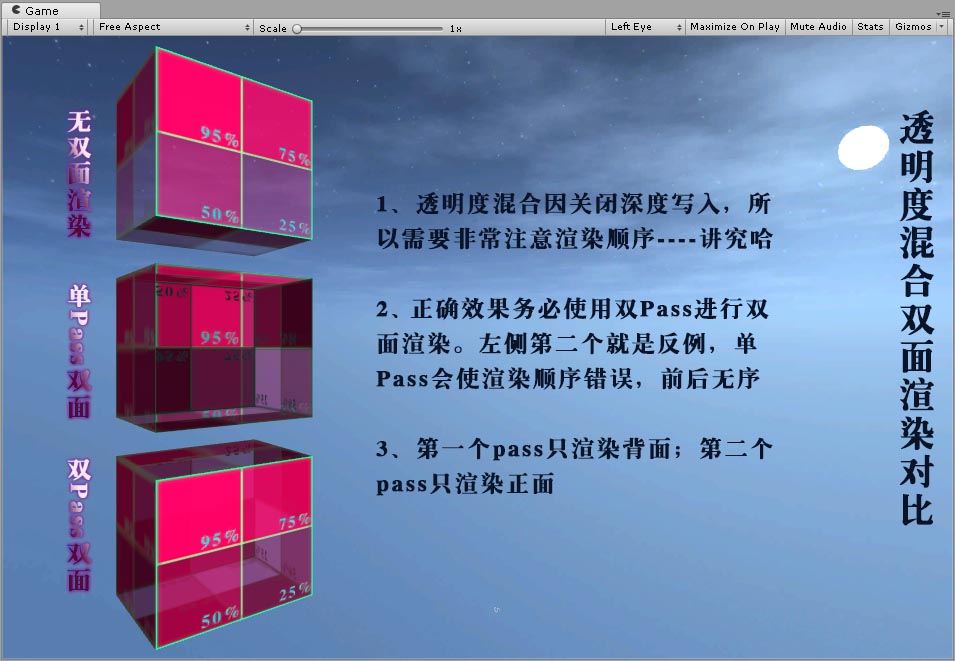 Game
Display 1
Free Aspect
Scale
1x
Left Eye
Maximize On Play
Mute Audio
Stats
Gizmos
透明度混合双面渲染对比
无双面渲染
95%
75%
50%
25%
1、透明度混合因关闭深度写入，所
以需要非常注意渲染顺序----讲究哈
2、正确效果务必使用双Pass进行双
面渲染。左侧第二个就是反例，单
Pass会使渲染顺序错误，前后无序
3、第一个pass只渲染背面；第二个
pass只渲染正面
单Pass双面
50%
25%
95%
50%
双Pass双面
95%
75%
50%
25%